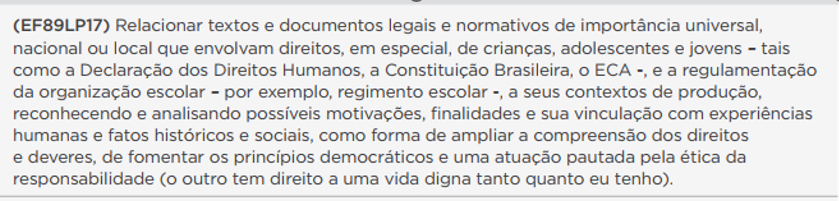 (EF89LP17) Relacionar textos e documentos legais e normativos de importância universal,
nacional ou local que envolvam direitos, em especial, de crianças, adolescentes e jovens – tais
como a Declaração dos Direitos Humanos, a Constituição Brasileira, o ECA -, e a regulamentação
da organização escolar – por exemplo, regimento escolar -, a seus contextos de produção,
reconhecendo e analisando possíveis motivações, finalidades e sua vinculação com experiências
humanas e fatos históricos e sociais, como forma de ampliar a compreensão dos direitos
e deveres, de fomentar os princípios democráticos e uma atuação pautada pela ética da
responsabilidade (o outro tem direito a uma vida digna tanto quanto eu tenho).